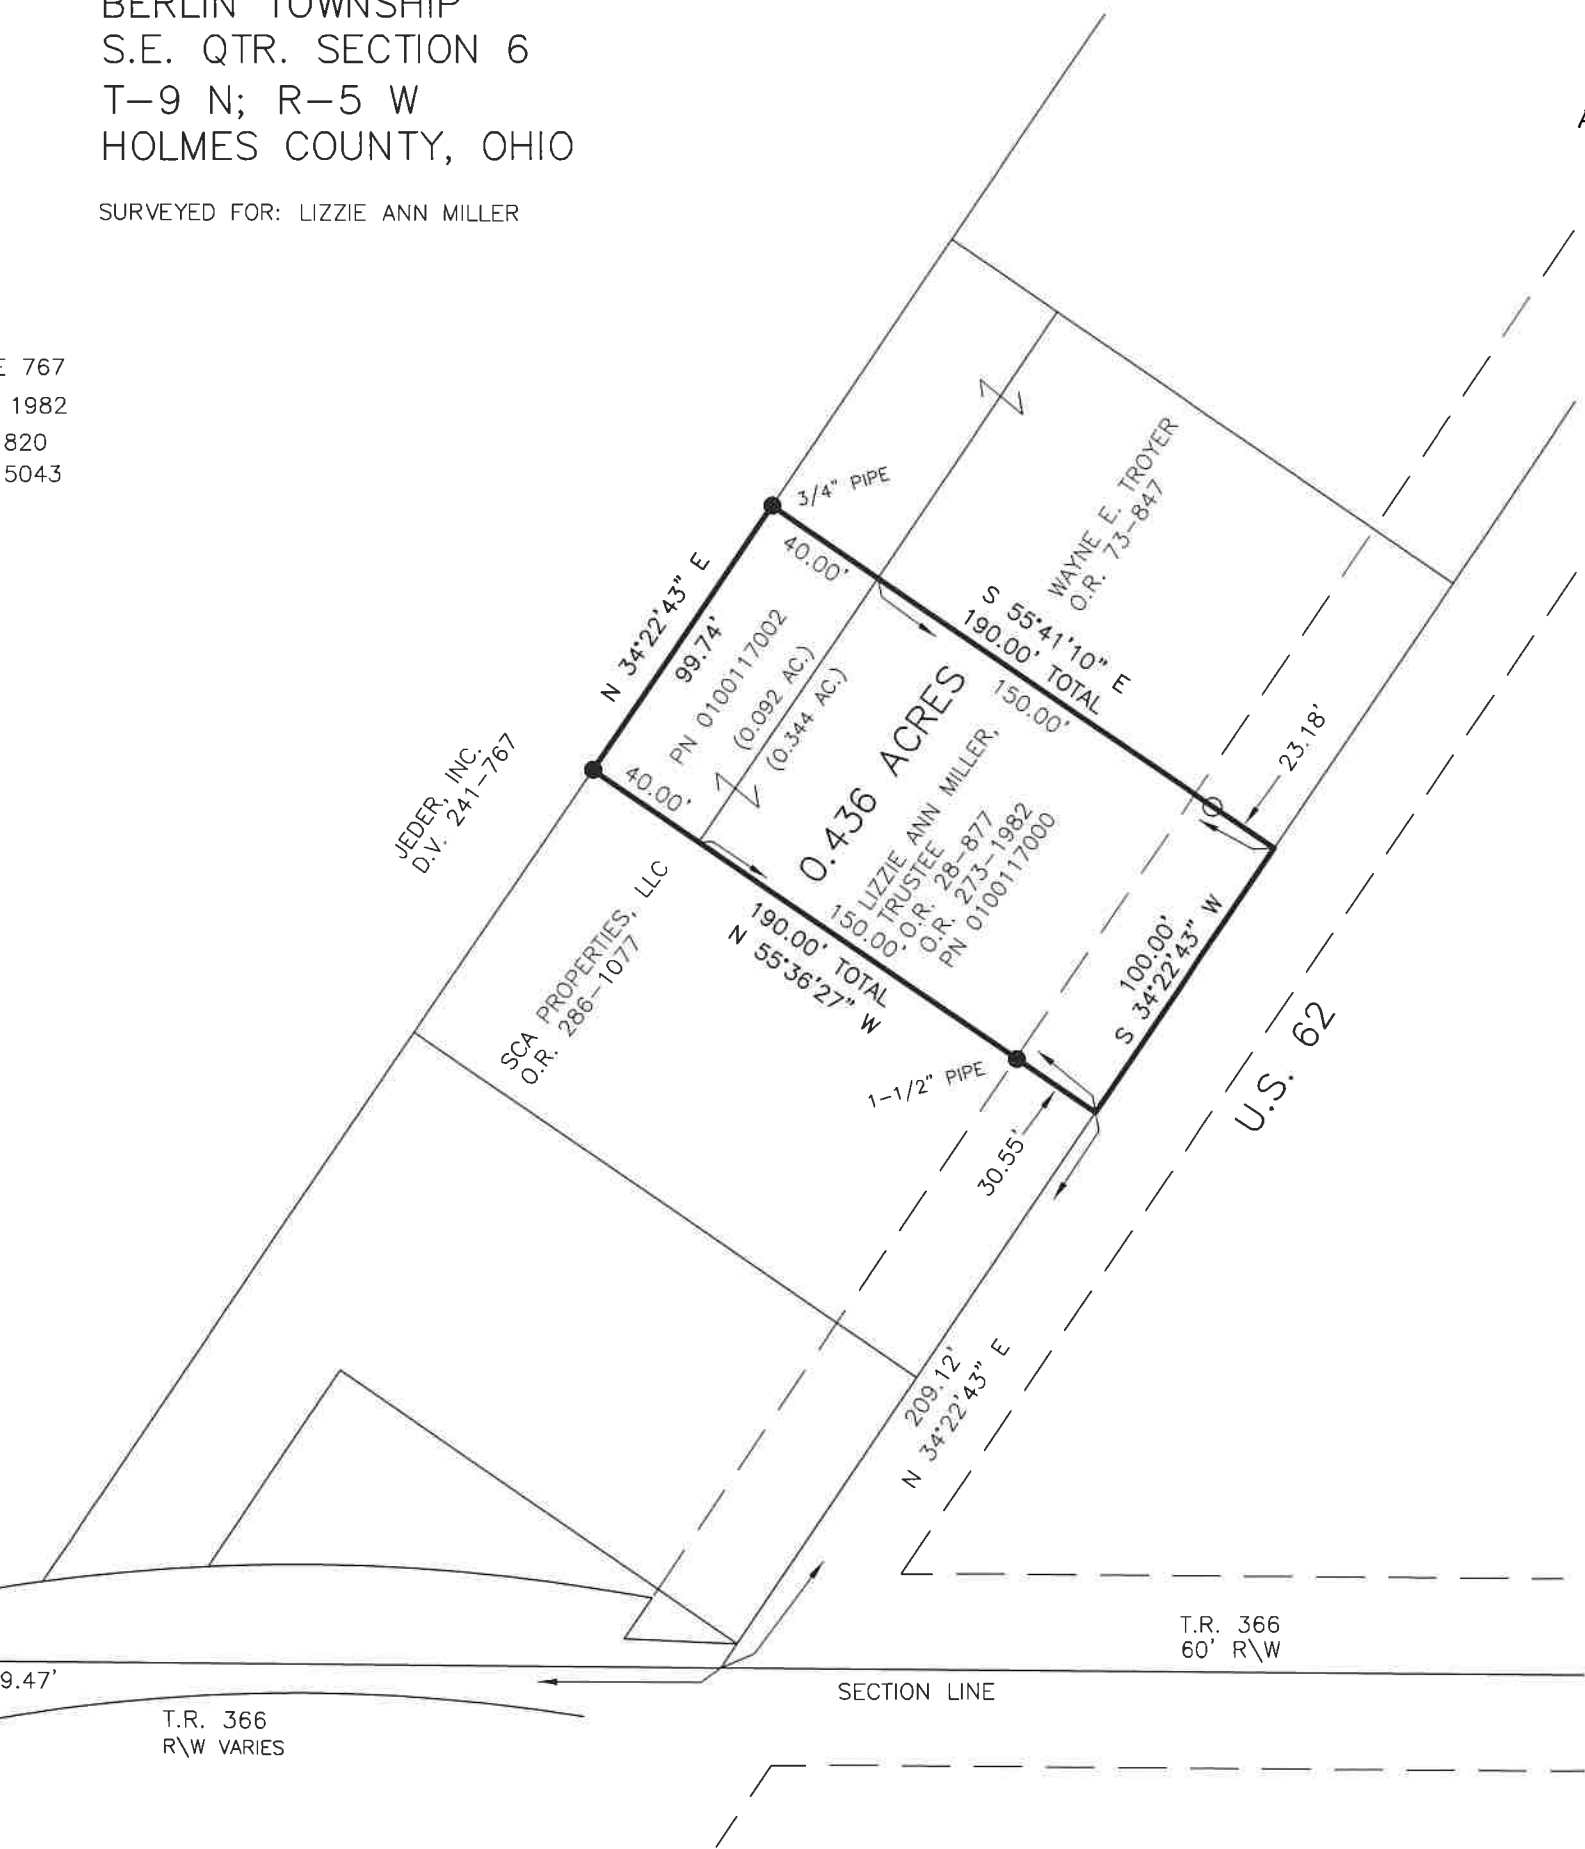 BERLIN TOWNSHIP
S.E. QTR. SECTION 6
T-9 N; R-5 W
HOLMES COUNTY, OHIO
SURVEYED FOR: LIZZIE ANN MILLER
767
1982
820
5043
3/4" PIPE
WAYNE E. TROYER
O.R. 73-847
N 34°22'43" E
99.74'
40.00'
S 55°41'10" E
190.00' TOTAL
150.00'
23.18'
PN 0100117002
(0.092 AC.)
(0.344 AC.)
40.00'
0.436 ACRES
LIZZIE ANN MILLER,
TRUSTEE
O.R. 28-877
O.R. 273-1982
PN 0100117000
150.00'
190.00' TOTAL
N 55°36'27" W
JEDER, INC.
D.V. 241-767
SCA PROPERTIES, LLC
O.R. 286-1077
100.00'
S 34°22'43" W
U.S. 62
1-1/2" PIPE
30.55'
209.12'
N 34°22'43" E
T.R. 366
60' R\W
9.47'
SECTION LINE
T.R. 366
R\W VARIES